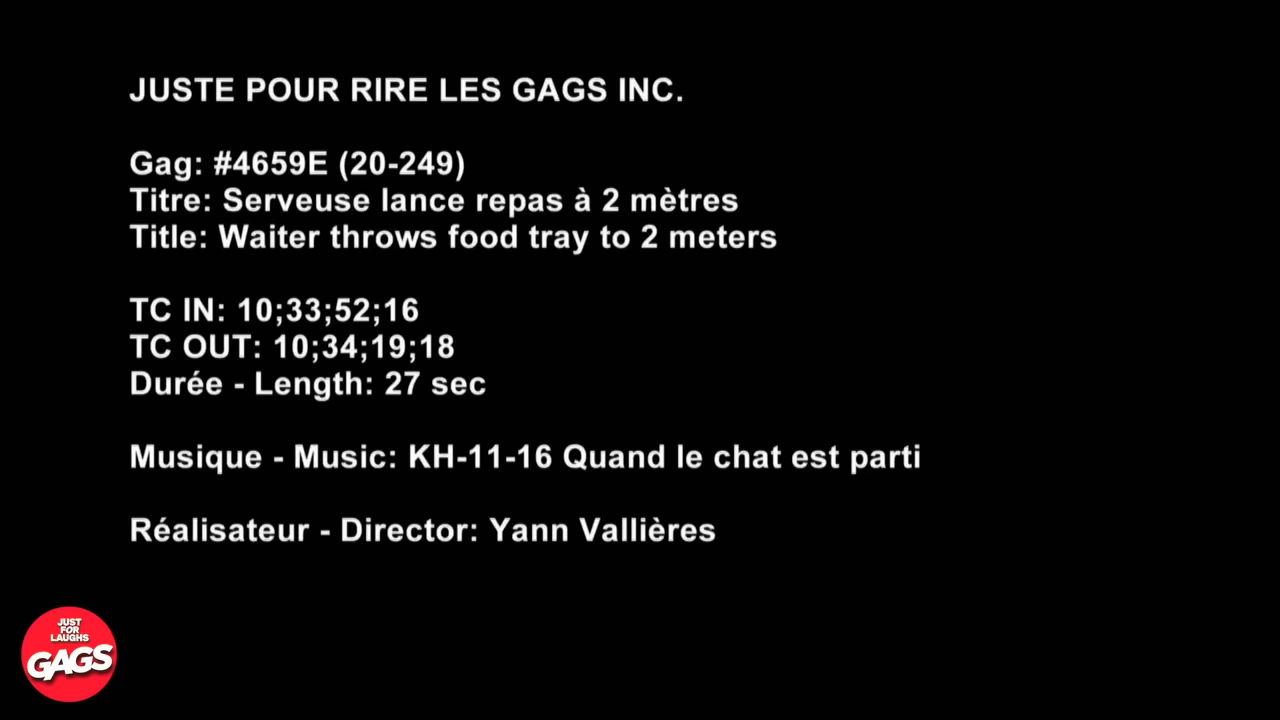 JUSTE POUR RIRE LES GAGS INC.
Gag: #4659E (20-249)
Titre: Serveuse lance repas à 2 mètres
Title: Waiter throws food tray to 2 meters
TC IN: 10;33;52;16
TC OUT: 10;34;19;18
Durée - Length: 27 sec
Musique - Music: KH-11-16 Quand le chat est parti
Réalisateur - Director: Yann Vallières
JUST
FOR
LAUGHS
GAGS